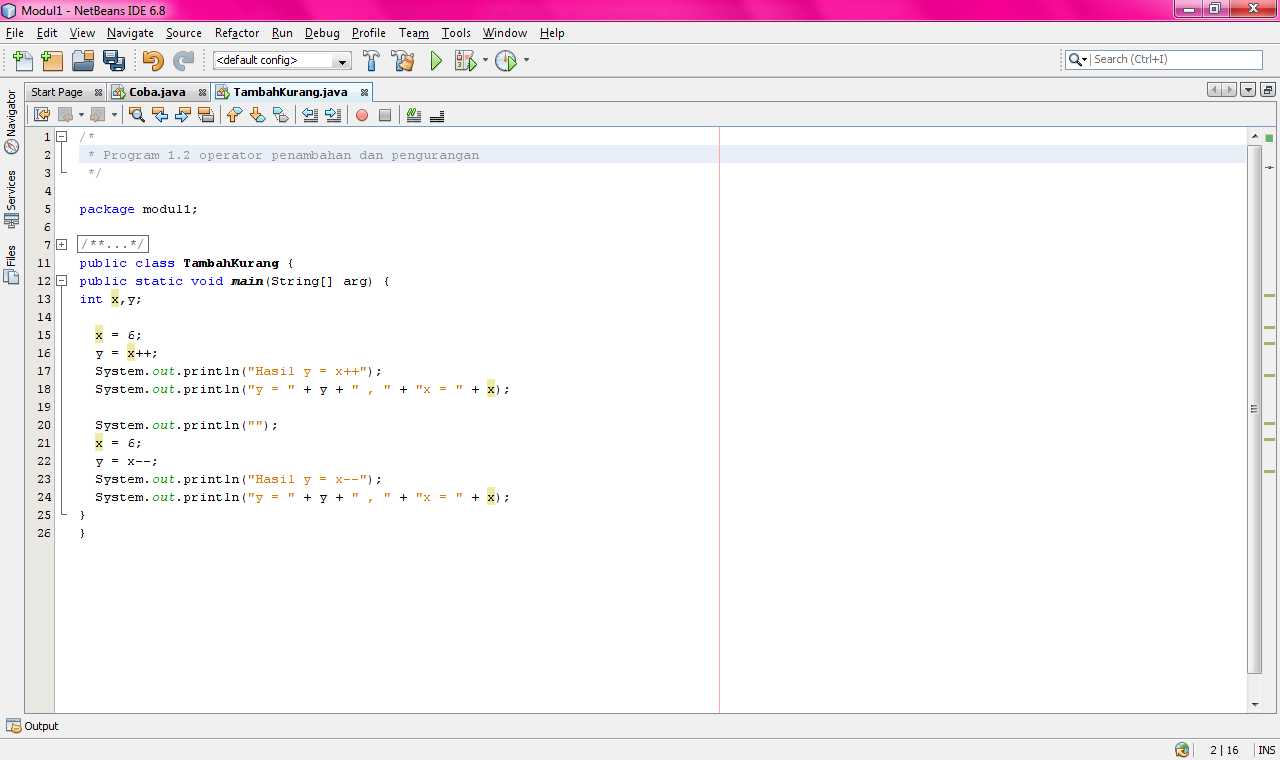 Modul1 - NetBeans IDE 6.8
File Edit View Navigate Source Refactor Run Debug Profile Team Tools Window Help
<default config>
Search (Ctrl+I)
Start Page Coba.java TambahKurang.java
Navigator
Services
Files
1 /*
2 * Program 1.2 operator penambahan dan pengurangan
3 */
4
5 package modul1;
6
7 /**...*/
11 public class TambahKurang {
12 public static void main(String[] arg) {
13 int x,y;
14
15 x = 6;
16 y = x++;
17 System.out.println("Hasil y = x++");
18 System.out.println("y = " + y + " , " + "x = " + x);
19
20 System.out.println("");
21 x = 6;
22 y = x--;
23 System.out.println("Hasil y = x--");
24 System.out.println("y = " + y + " , " + "x = " + x);
25 }
26 }
Output
2 | 16 INS